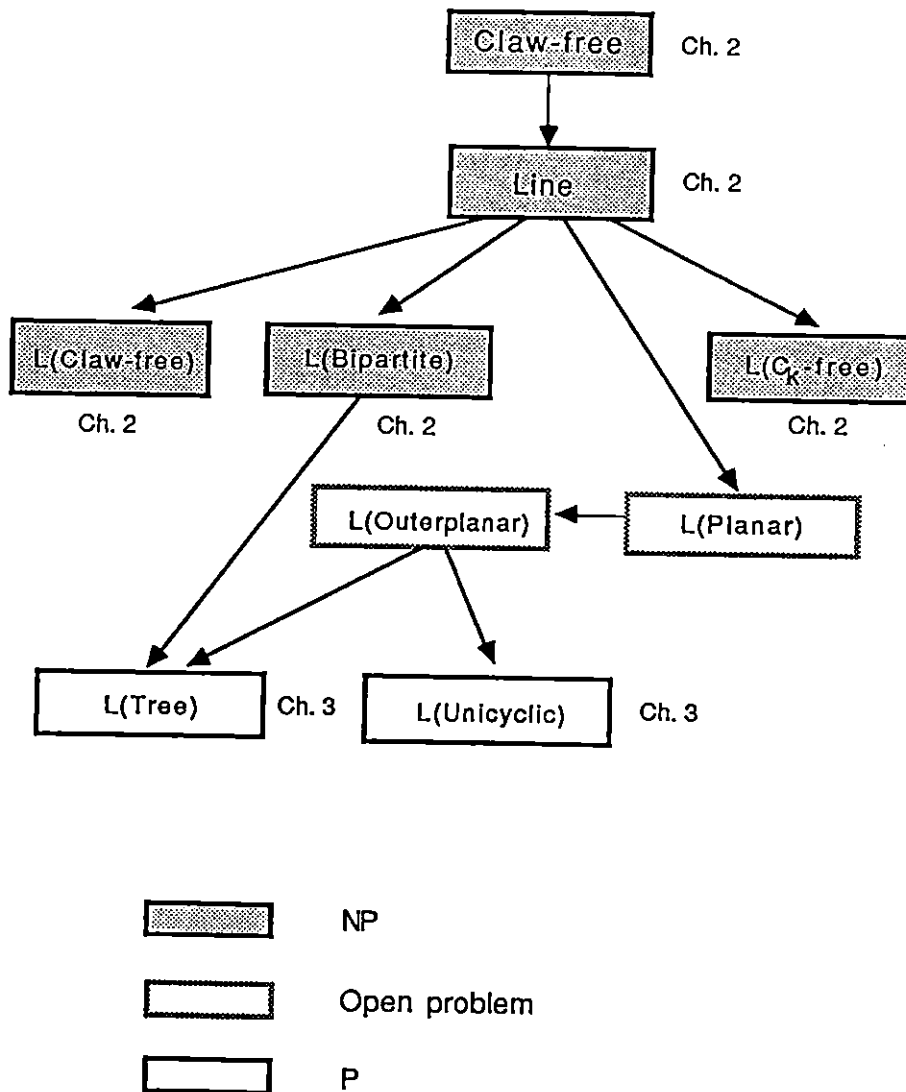 Claw-free Ch. 2
Line Ch. 2
L(Claw-free) L(Bipartite) L(C_K-free)
Ch. 2 Ch. 2 Ch. 2
L(Outerplanar) L(Planar)
L(Tree) Ch. 3 L(Unicyclic) Ch. 3
NP
Open problem
P